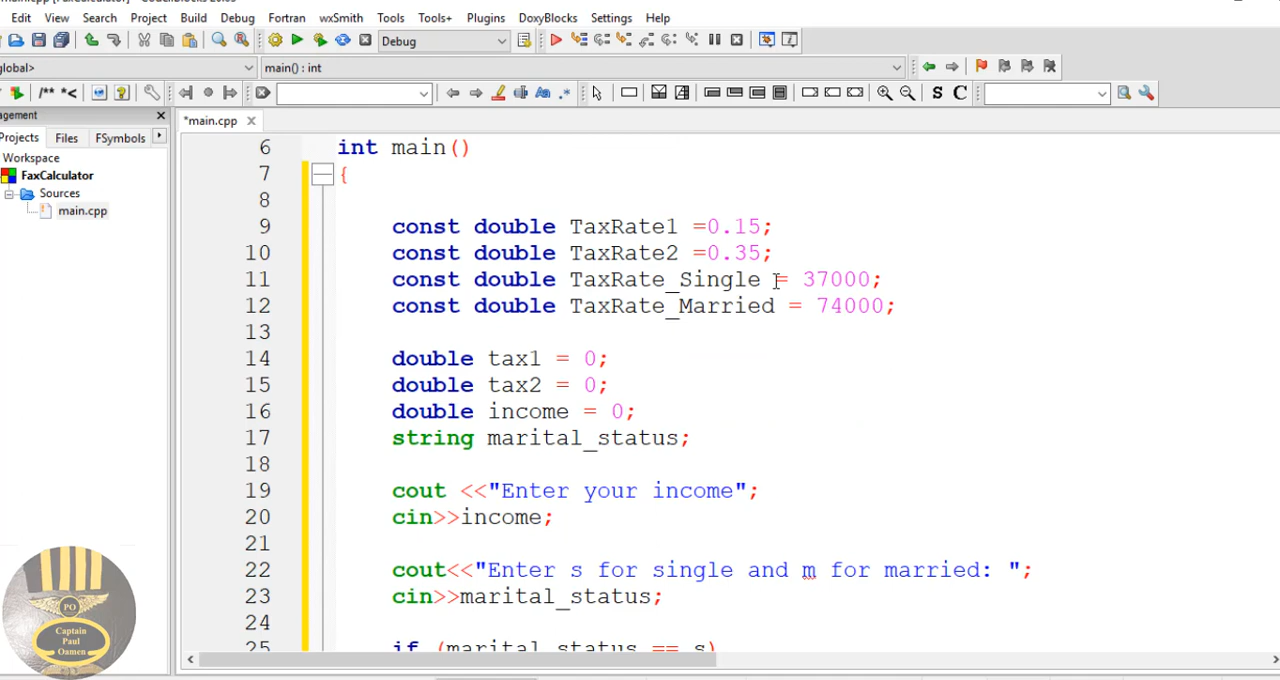 Edit View Search Project Build Debug Fortran wxSmith Tools Tools+ Plugins DoxyBlocks Settings Help
Debug
main() : int
/** *<
S C
*main.cpp
Projects Files FSymbols
Workspace
FaxCalculator
Sources
main.cpp
6 int main()
7 {
8
9 const double TaxRate1 =0.15;
10 const double TaxRate2 =0.35;
11 const double TaxRate_Single = 37000;
12 const double TaxRate_Married = 74000;
13
14 double tax1 = 0;
15 double tax2 = 0;
16 double income = 0;
17 string marital_status;
18
19 cout <<"Enter your income";
20 cin>>income;
21
22 cout<<"Enter s for single and m for married: ";
23 cin>>marital_status;
24
25 if (marital_status == s)
PO
Captain
Paul
Oamen